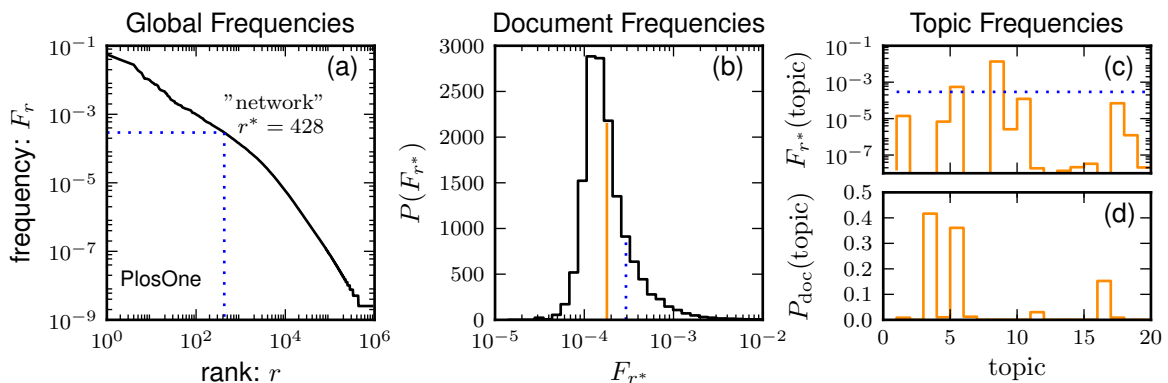 Global Frequencies
(a)
"network"
r* = 428
PlosOne
frequency: F_r
10^−1
10^−3
10^−5
10^−7
10^−9
10^0 10^2 10^4 10^6
rank: r
Document Frequencies
(b)
P(F_r*)
3000
2500
2000
1500
1000
500
0
10^−5 10^−4 10^−3 10^−2
F_r*
Topic Frequencies
(c)
F_r*(topic)
10^−1
10^−3
10^−5
10^−7
(d)
P_doc(topic)
0.5
0.4
0.3
0.2
0.1
0.0
0 5 10 15 20
topic